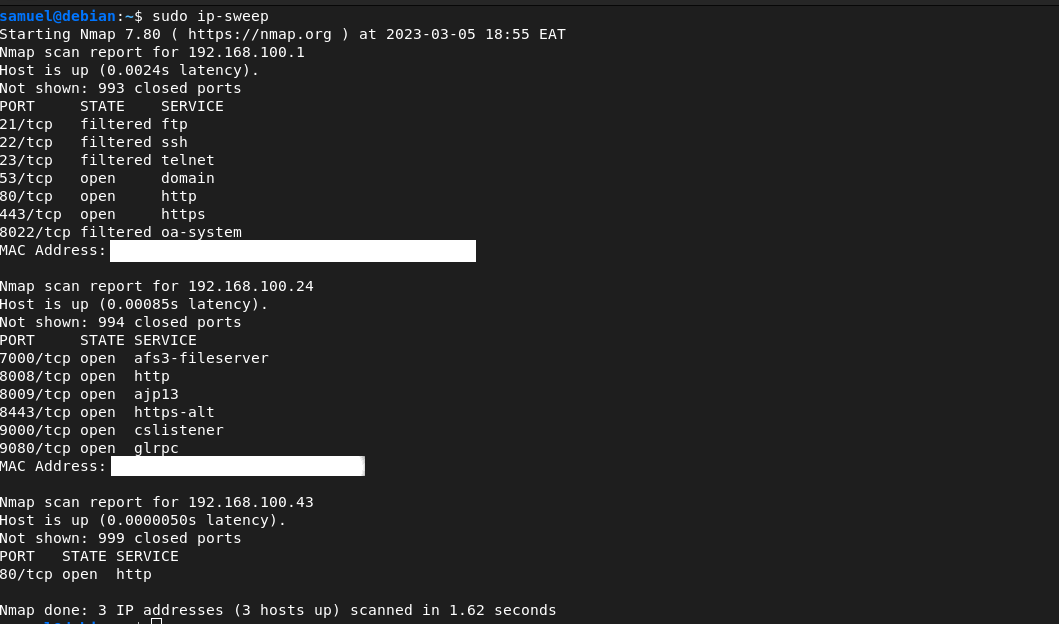 samuel@debian:~$ sudo ip-sweep
Starting Nmap 7.80 ( https://nmap.org ) at 2023-03-05 18:55 EAT
Nmap scan report for 192.168.100.1
Host is up (0.0024s latency).
Not shown: 993 closed ports
PORT     STATE    SERVICE
21/tcp   filtered ftp
22/tcp   filtered ssh
23/tcp   filtered telnet
53/tcp   open     domain
80/tcp   open     http
443/tcp  open     https
8022/tcp filtered oa-system
MAC Address:
Nmap scan report for 192.168.100.24
Host is up (0.00085s latency).
Not shown: 994 closed ports
PORT     STATE SERVICE
7000/tcp open  afs3-fileserver
8008/tcp open  http
8009/tcp open  ajp13
8443/tcp open  https-alt
9000/tcp open  cslistener
9080/tcp open  glrpc
MAC Address:
Nmap scan report for 192.168.100.43
Host is up (0.0000050s latency).
Not shown: 999 closed ports
PORT   STATE SERVICE
80/tcp open  http
Nmap done: 3 IP addresses (3 hosts up) scanned in 1.62 seconds